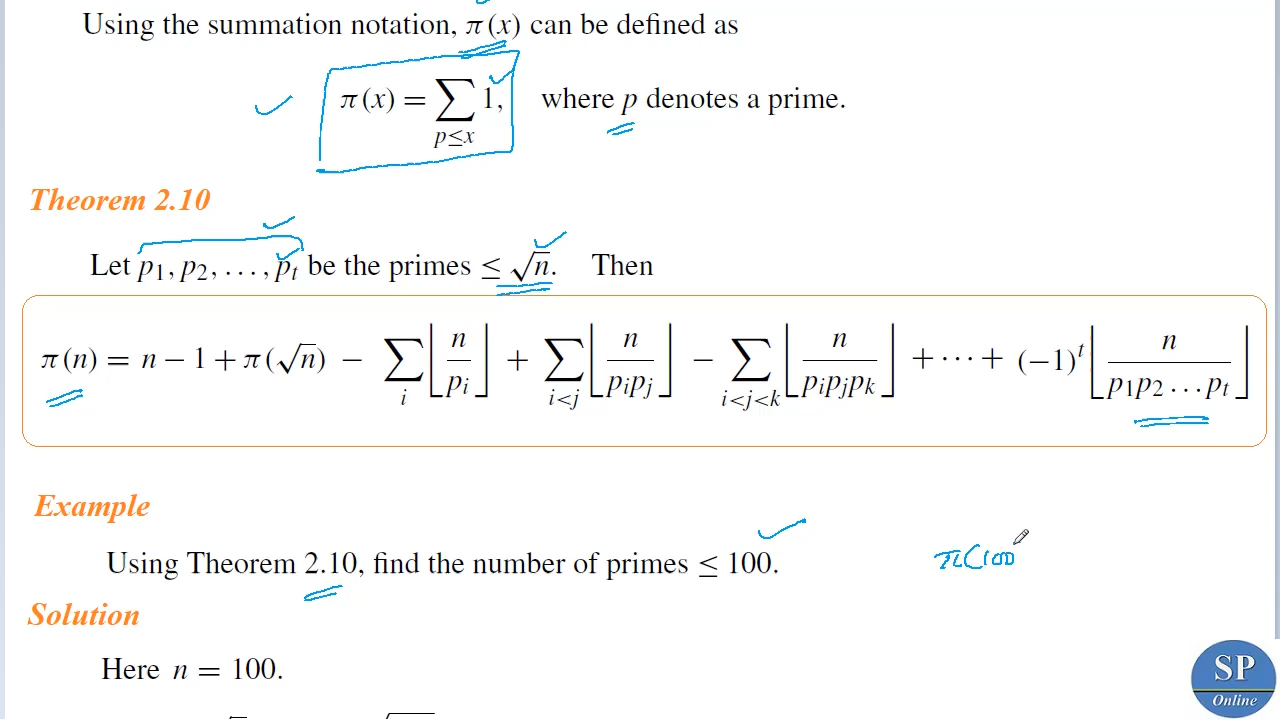 Using the summation notation, π(x) can be defined as
π(x) = ∑_{p≤x} 1, where p denotes a prime.
Theorem 2.10
Let p₁, p₂, …, pₜ be the primes ≤ √n. Then
π(n) = n − 1 + π(√n) − ∑_{i} ⌊n/pᵢ⌋ + ∑_{i<j} ⌊n/(pᵢpⱼ)⌋ − ∑_{i<j<k} ⌊n/(pᵢpⱼpₖ)⌋ + ⋯ + (−1)ᵗ ⌊n/(p₁p₂ … pₜ)⌋
Example
Using Theorem 2.10, find the number of primes ≤ 100.
π(100
Solution
Here n = 100.
SP
Online